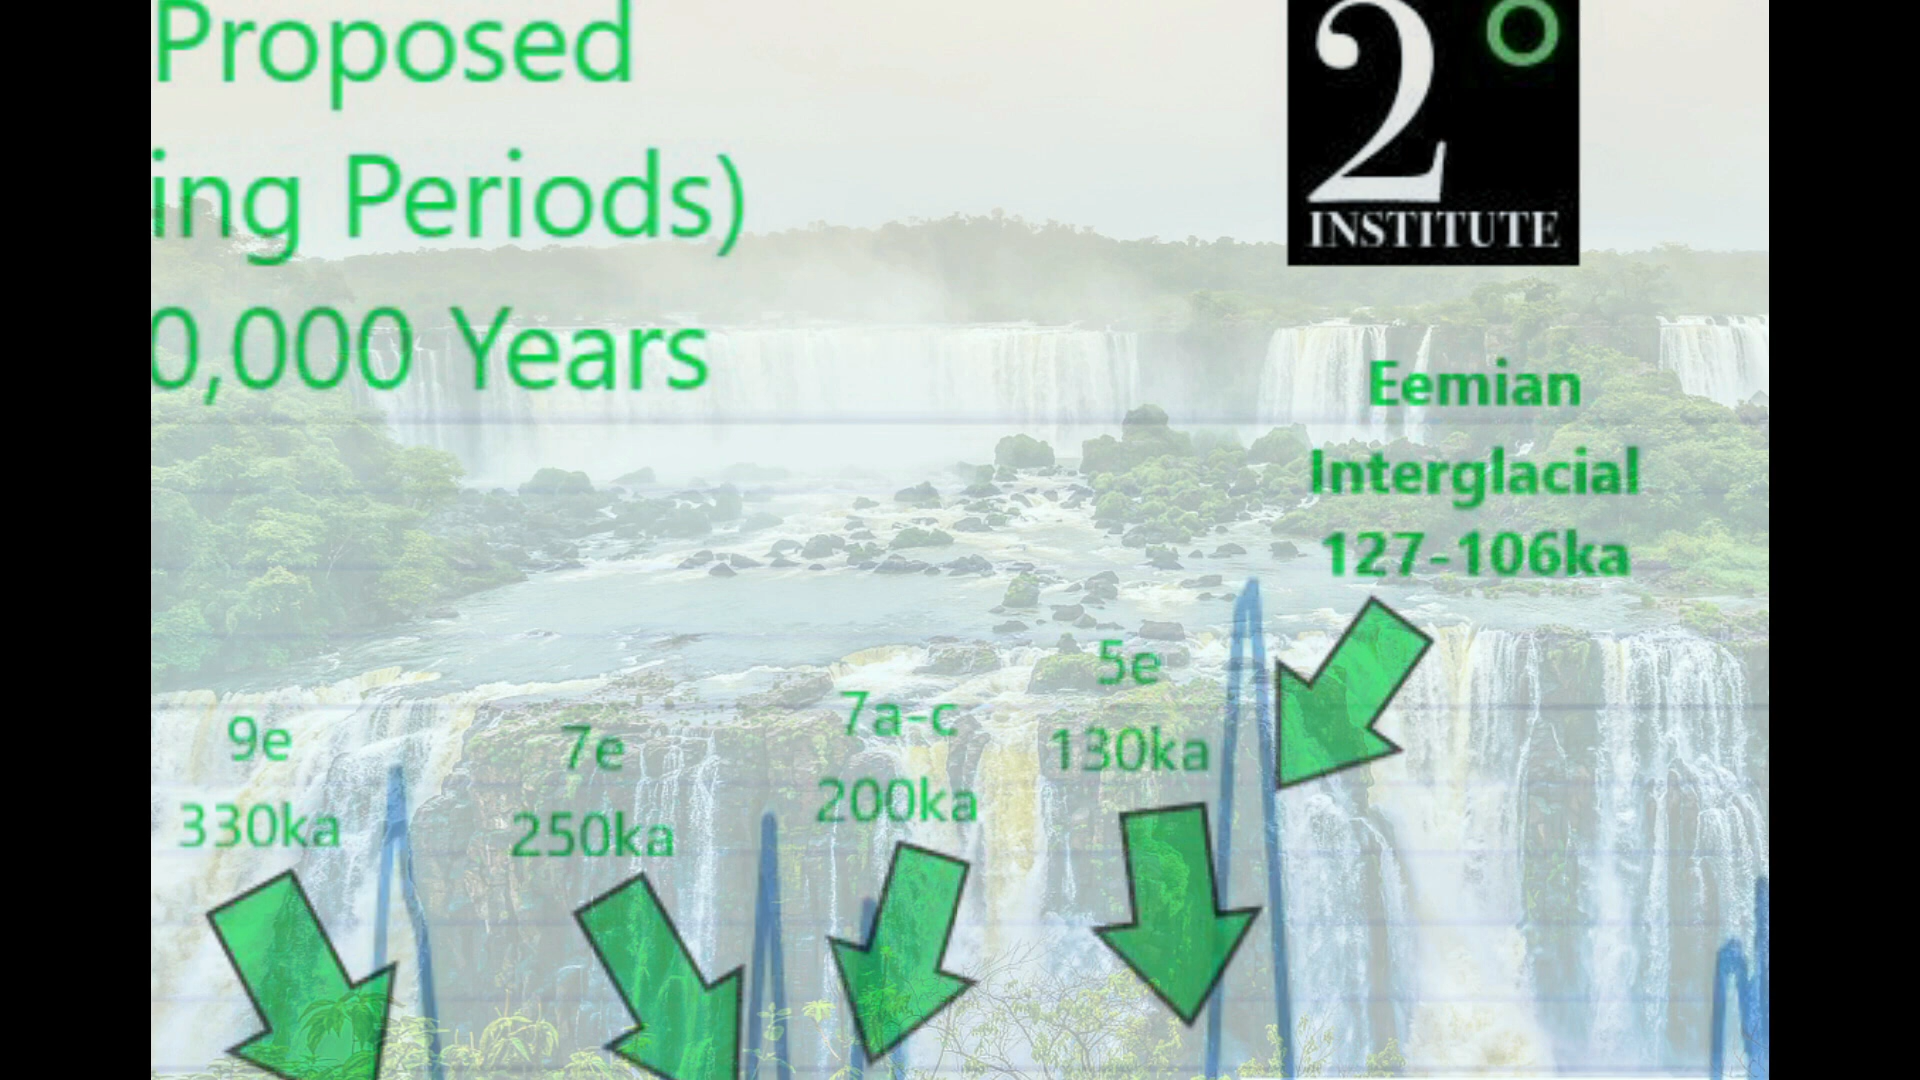 Proposed
ing Periods)
0,000 Years
2°
INSTITUTE
Eemian
Interglacial
127-106ka
5e
130ka
7a-c
200ka
9e
330ka
7e
250ka